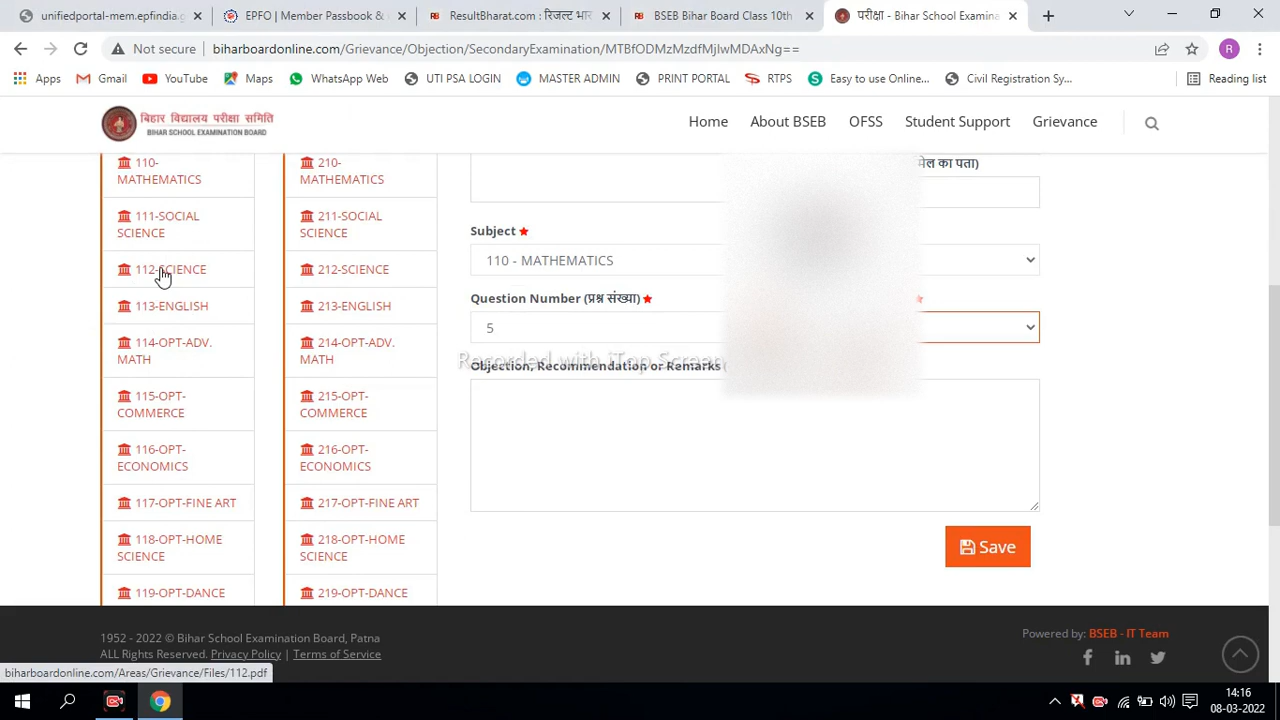 unifiedportal-mem.epfindia.g
EPFO | Member Passbook &
ResultBharat.com : रिजल्ट भार
BSEB Bihar Board Class 10th
परीक्षा - Bihar School Examination
Not secure
biharboardonline.com/Grievance/Objection/SecondaryExamination/MTBfODMzMzdfMjIwMDAxNg==
Apps
Gmail
YouTube
Maps
WhatsApp Web
UTI PSA LOGIN
MASTER ADMIN
PRINT PORTAL
RTPS
Easy to use Online...
Civil Registration Sy...
Reading list
बिहार विद्यालय परीक्षा समिति
BIHAR SCHOOL EXAMINATION BOARD
Home
About BSEB
OFSS
Student Support
Grievance
110-
MATHEMATICS
111-SOCIAL
SCIENCE
112-SCIENCE
113-ENGLISH
114-OPT-ADV.
MATH
115-OPT-
COMMERCE
116-OPT-
ECONOMICS
117-OPT-FINE ART
118-OPT-HOME
SCIENCE
119-OPT-DANCE
210-
MATHEMATICS
211-SOCIAL
SCIENCE
212-SCIENCE
213-ENGLISH
214-OPT-ADV.
MATH
215-OPT-
COMMERCE
216-OPT-
ECONOMICS
217-OPT-FINE ART
218-OPT-HOME
SCIENCE
219-OPT-DANCE
मेल का पता)
Subject
110 - MATHEMATICS
Question Number (प्रश्न संख्या)
5
Recorded with iTop Screen
Objection, Recommendation or Remarks (
Save
1952 - 2022 © Bihar School Examination Board, Patna
ALL Rights Reserved. Privacy Policy | Terms of Service
Powered by: BSEB - IT Team
biharboardonline.com/Areas/Grievance/Files/112.pdf
14:16
08-03-2022